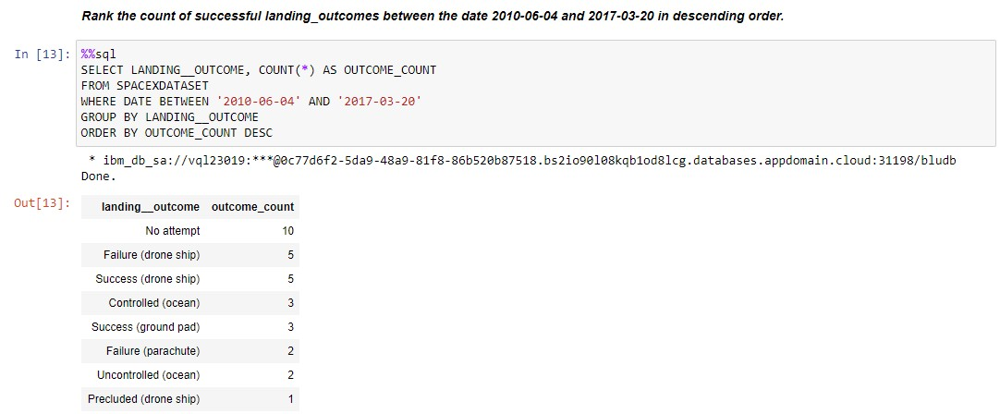 Rank the count of successful landing_outcomes between the date 2010-06-04 and 2017-03-20 in descending order.
In [13]: %%sql
SELECT LANDING__OUTCOME, COUNT(*) AS OUTCOME_COUNT
FROM SPACEXDATASET
WHERE DATE BETWEEN '2010-06-04' AND '2017-03-20'
GROUP BY LANDING__OUTCOME
ORDER BY OUTCOME_COUNT DESC
* ibm_db_sa://vql23019:***@0c77d6f2-5da9-48a9-81f8-86b520b87518.bs2io90l08kqb1od8lcg.databases.appdomain.cloud:31198/bludb
Done.
Out[13]:
landing__outcome outcome_count
No attempt 10
Failure (drone ship) 5
Success (drone ship) 5
Controlled (ocean) 3
Success (ground pad) 3
Failure (parachute) 2
Uncontrolled (ocean) 2
Precluded (drone ship) 1